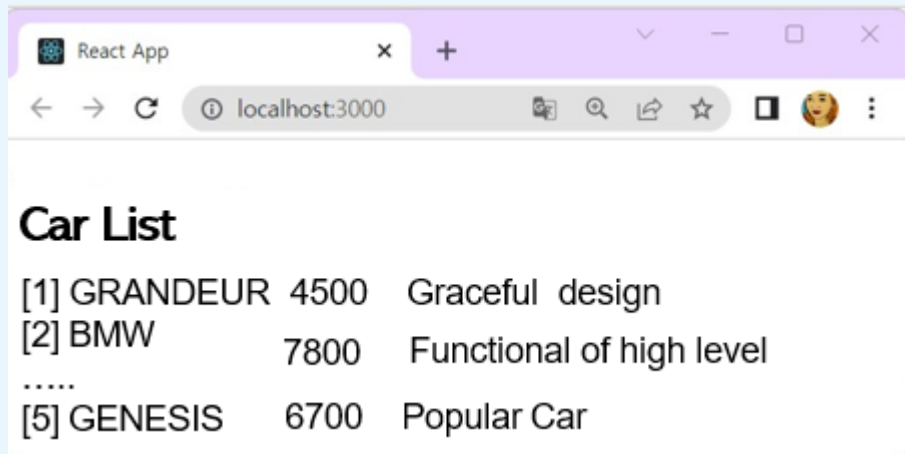 React App
localhost:3000
Car List
[1] GRANDEUR 4500 Graceful design
[2] BMW 7800 Functional of high level
.....
[5] GENESIS 6700 Popular Car